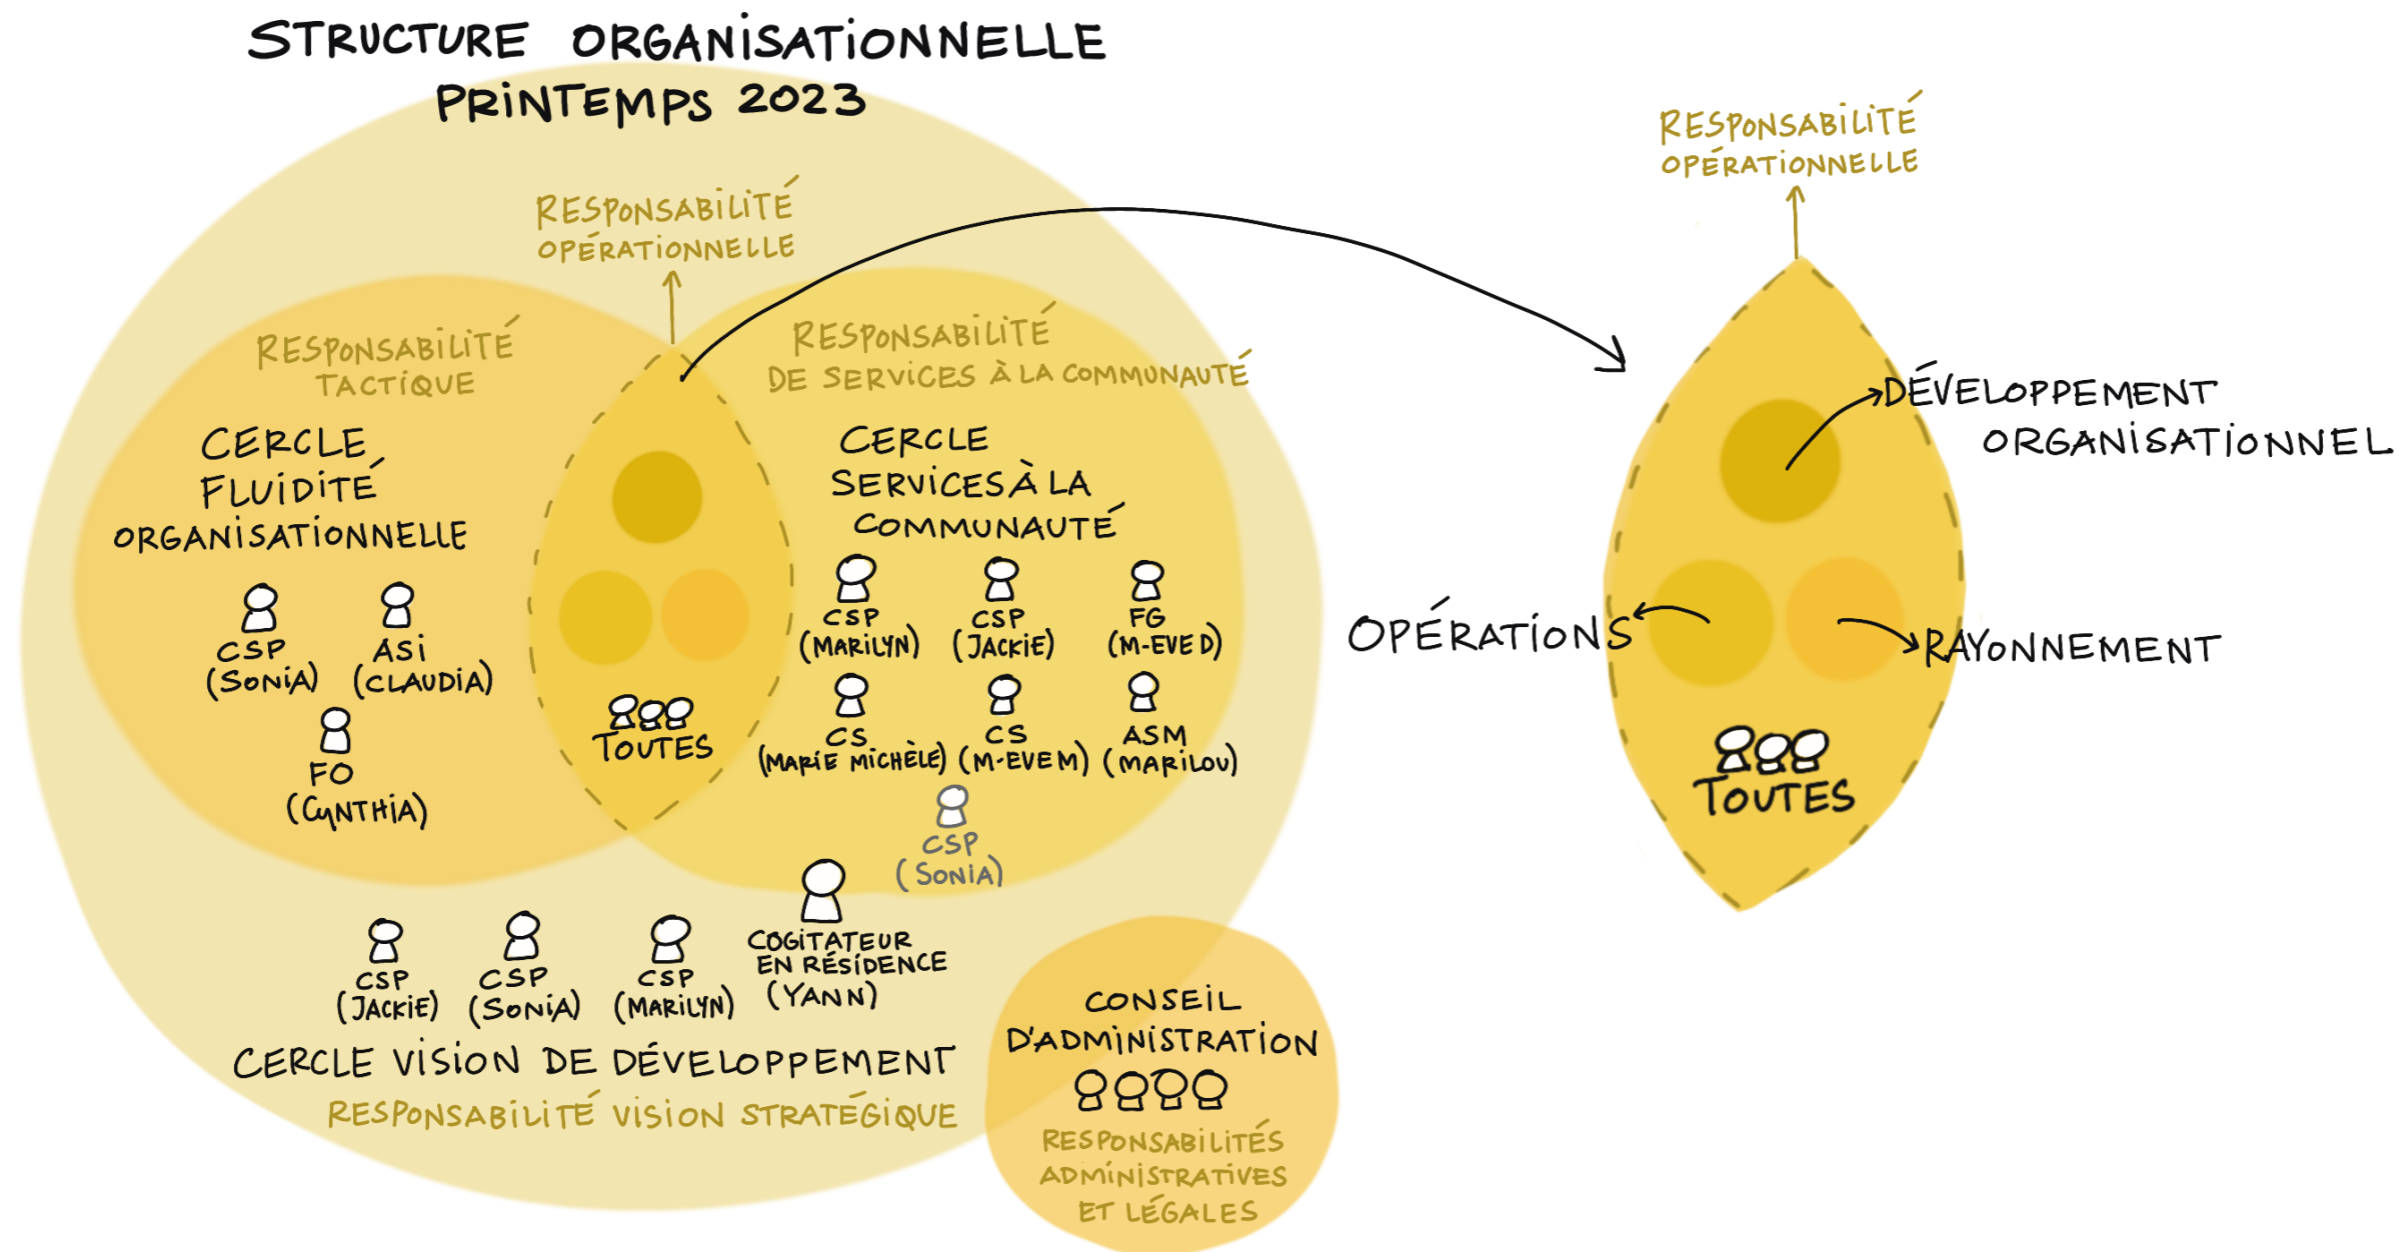 STRUCTURE ORGANISATIONNELLE
PRINTEMPS 2023
RESPONSABILITÉ
OPÉRATIONNELLE
RESPONSABILITÉ
TACTIQUE
CERCLE
FLUIDITÉ
ORGANISATIONNELLE
CSP
(SONIA)
ASI
(CLAUDIA)
FO
(CYNTHIA)
TOUTES
RESPONSABILITÉ
DE SERVICES À LA COMMUNAUTÉ
CERCLE
SERVICES À LA
COMMUNAUTÉ
CSP
(MARILYN)
CSP
(JACKIE)
FG
(M-EVE D)
CS
(MARIE MICHÈLE)
CS
(M-EVE M)
ASM
(MARILOU)
CSP
(SONIA)
CSP
(JACKIE)
CSP
(SONIA)
CSP
(MARILYN)
COGITATEUR
EN RÉSIDENCE
(YANN)
CERCLE VISION DE DÉVELOPPEMENT
RESPONSABILITÉ VISION STRATÉGIQUE
CONSEIL
D'ADMINISTRATION
RESPONSABILITÉS
ADMINISTRATIVES
ET LÉGALES
RESPONSABILITÉ
OPÉRATIONNELLE
DÉVELOPPEMENT
ORGANISATIONNEL
OPÉRATIONS
RAYONNEMENT
TOUTES